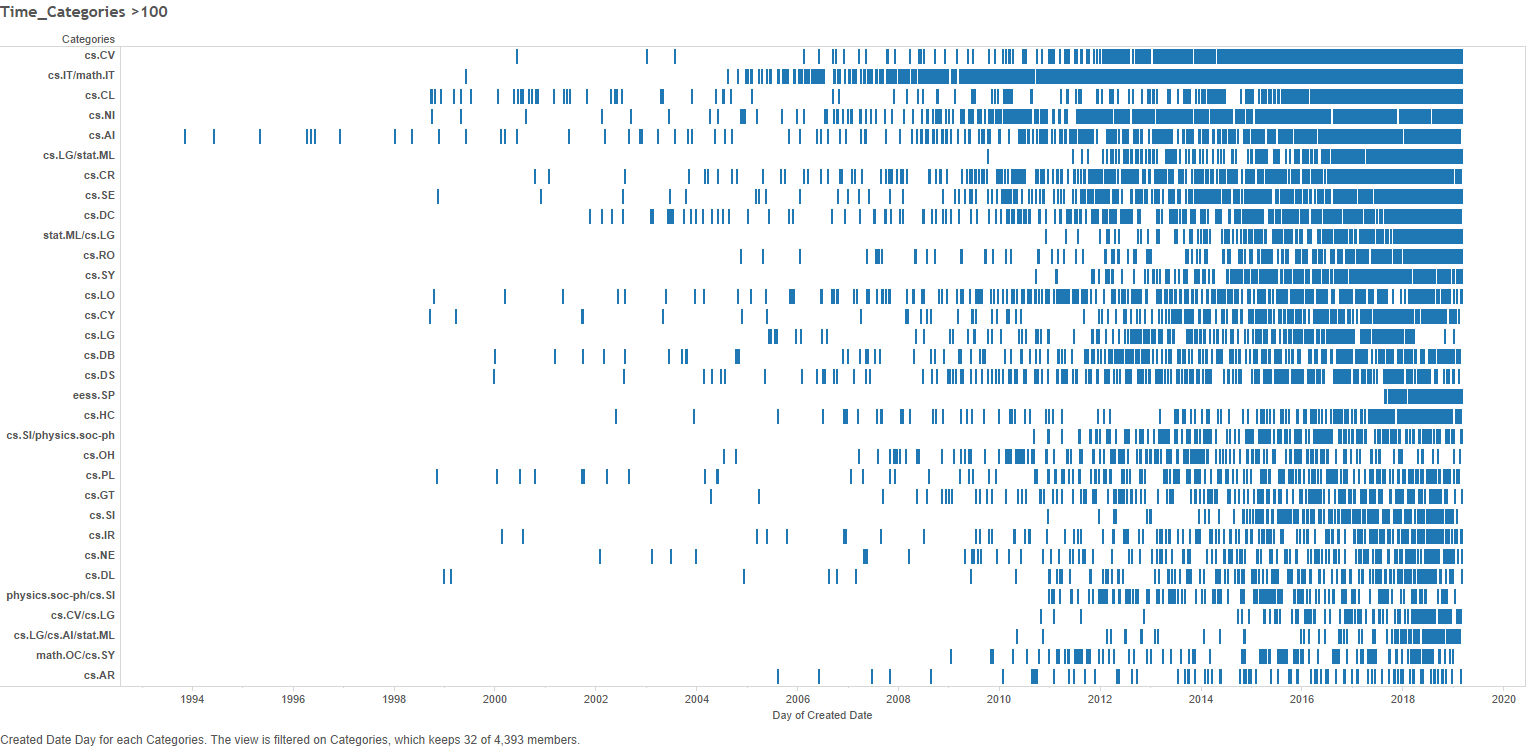 Time_Categories >100
Categories
cs.CV
cs.IT/math.IT
cs.CL
cs.NI
cs.AI
cs.LG/stat.ML
cs.CR
cs.SE
cs.DC
stat.ML/cs.LG
cs.RO
cs.SY
cs.LO
cs.CY
cs.LG
cs.DB
cs.DS
eess.SP
cs.HC
cs.SI/physics.soc-ph
cs.OH
cs.PL
cs.GT
cs.SI
cs.IR
cs.NE
cs.DL
physics.soc-ph/cs.SI
cs.CV/cs.LG
cs.LG/cs.AI/stat.ML
math.OC/cs.SY
cs.AR
1994 1996 1998 2000 2002 2004 2006 2008 2010 2012 2014 2016 2018 2020
Day of Created Date
Created Date Day for each Categories. The view is filtered on Categories, which keeps 32 of 4,393 members.